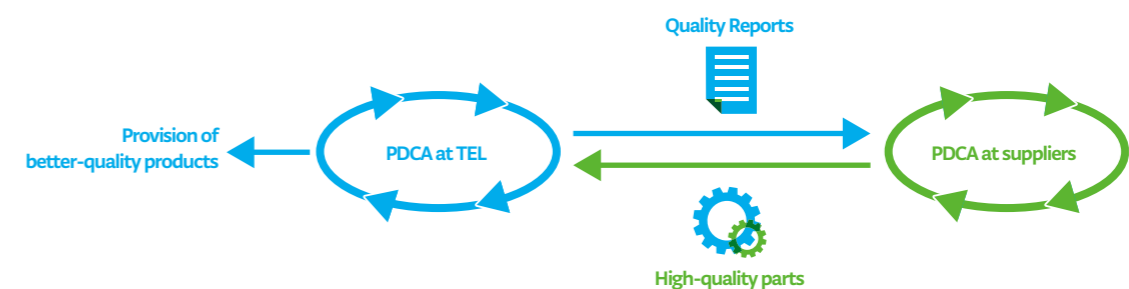 Quality Reports
Provision of
better-quality products
PDCA at TEL
PDCA at suppliers
High-quality parts